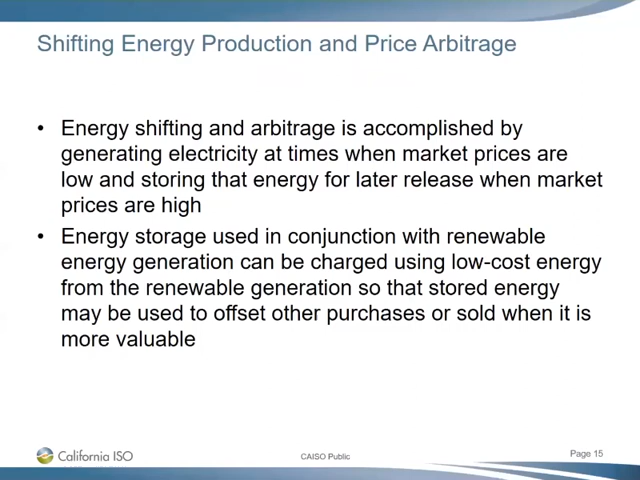 Shifting Energy Production and Price Arbitrage
• Energy shifting and arbitrage is accomplished by
generating electricity at times when market prices are
low and storing that energy for later release when market
prices are high
• Energy storage used in conjunction with renewable
energy generation can be charged using low-cost energy
from the renewable generation so that stored energy
may be used to offset other purchases or sold when it is
more valuable
California ISO
CAISO Public
Page 15